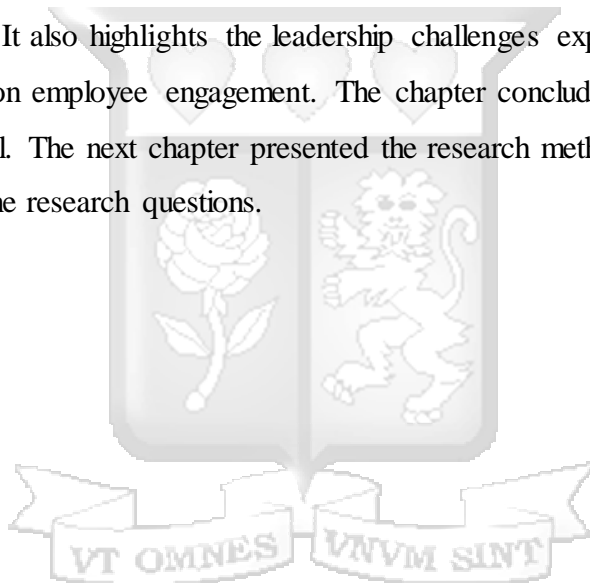 It also highlights the leadership challenges exp
on employee engagement. The chapter conclud
l. The next chapter presented the research meth
ne research questions.
VT OMNES VNVM SINT